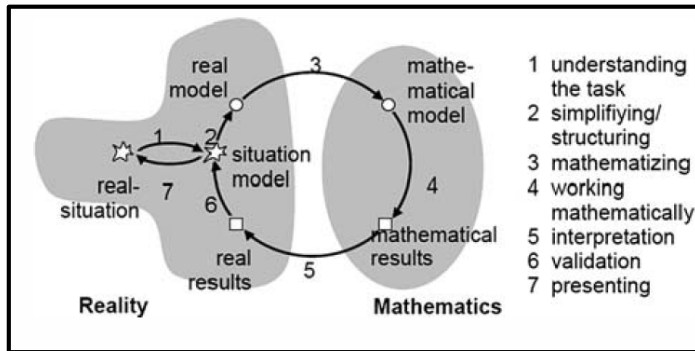 real
model
3
mathe-
matical
model
1
2
situation
model
real-
situation
7
6
4
real
results
5
mathematical
results
Reality
Mathematics
1 understanding
the task
2 simplifiying/
structuring
3 mathematizing
4 working
mathematically
5 interpretation
6 validation
7 presenting